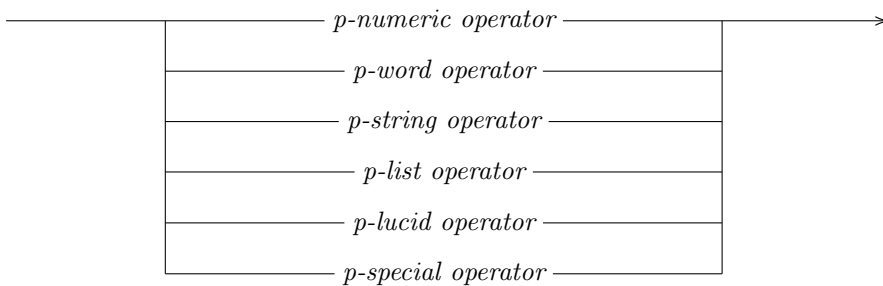 p-numeric operator
p-word operator
p-string operator
p-list operator
p-lucid operator
p-special operator